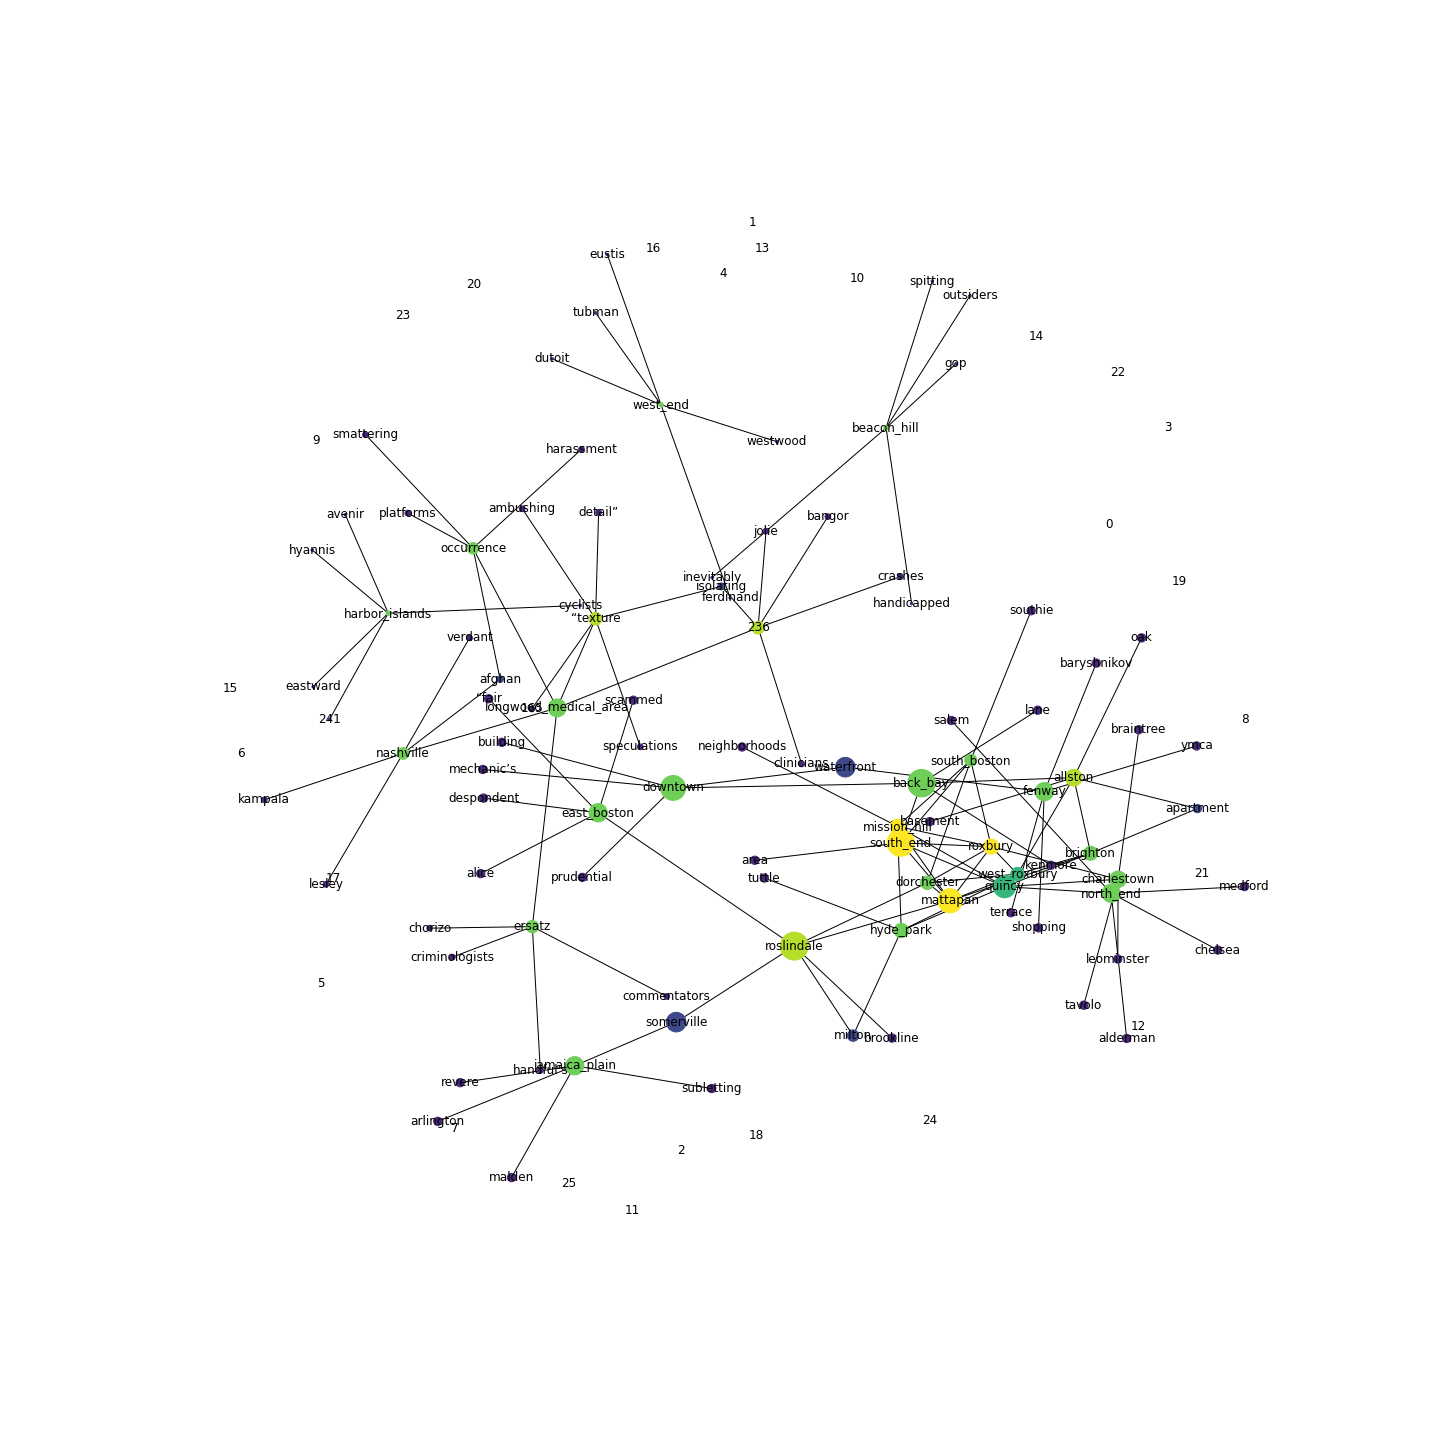 1
16
13
eustis
4
10
spitting
20
outsiders
tubman
23
14
dutoit
gop
22
west_end
3
beacon_hill
smattering
9
westwood
harassment
ambushing
detail”
platforms
avenir
bangor
0
jolie
occurrence
hyannis
inevitably
crashes
19
isolating
ferdinand
cyclists
handicapped
southie
harbor_islands
“texture
236
verdant
oak
baryshnikov
afghan
eastward
15
“fair
scammed
longwood_medical_area
165
lane
241
salem
8
braintree
building
speculations
neighborhoods
ymca
6
nashville
south_boston
clinicians
waterfront
mechanic’s
allston
back_bay
downtown
fenway
kampala
despondent
apartment
east_boston
basement
mission_hill
south_end
roxbury
brighton
area
kenmore
alice
prudential
17
tuttle
west_roxbury
21
lesley
dorchester
charlestown
quincy
medford
north_end
mattapan
terrace
chorizo
ersatz
shopping
hyde_park
roslindale
chelsea
criminologists
leominster
5
commentators
tavolo
somerville
12
milton
brookline
alderman
jamaica_plain
revere
subletting
arlington
24
7
18
2
malden
25
11